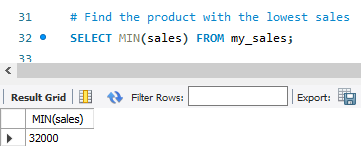 31 # Find the product with the lowest sales
32 SELECT MIN(sales) FROM my_sales;
33
Result Grid Filter Rows: Export:
MIN(sales)
32000